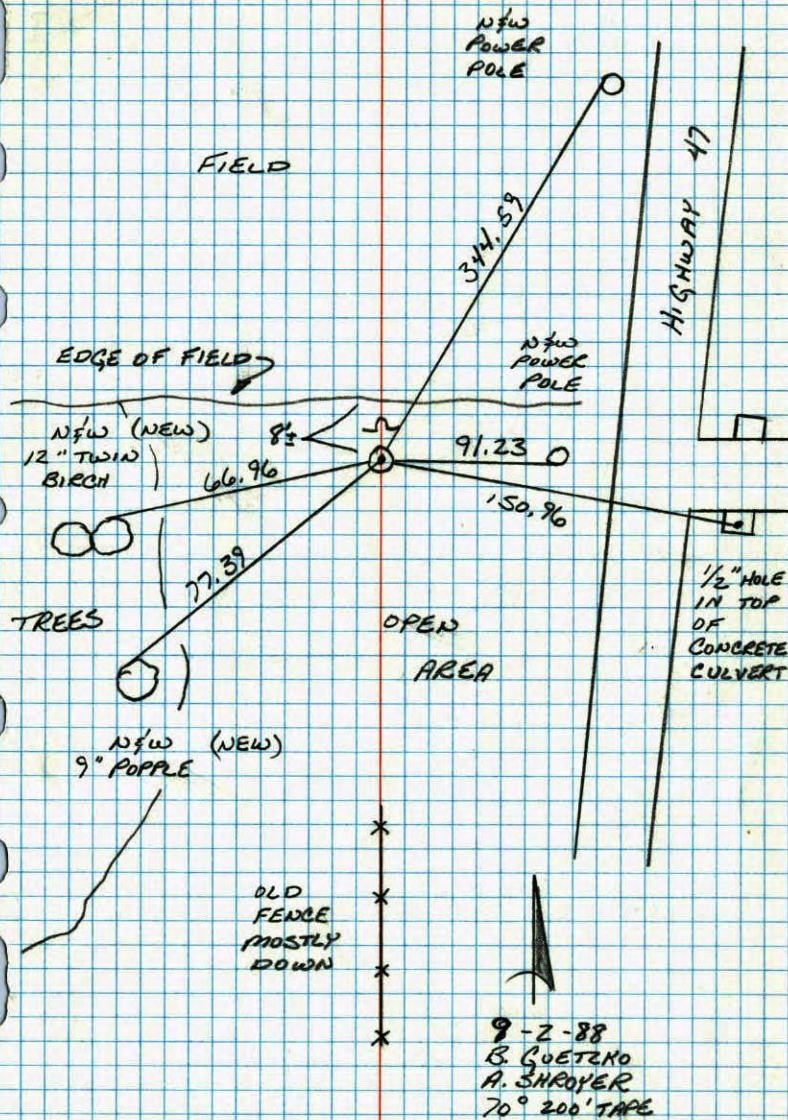 N&W
POWER
POLE
FIELD
344.59
HIGHWAY 47
EDGE OF FIELD
N&W
POWER
POLE
N&W (NEW)
12" TWIN
BIRCH
8'±
91.23
66.96
150.96
77.39
1/2" HOLE
IN TOP
OF
CONCRETE
CULVERT
TREES
OPEN
AREA
N&W (NEW)
9" POPPLE
OLD
FENCE
MOSTLY
DOWN
-2-88
B. GUETZKO
A. SHROYER
70° 200' TAPE